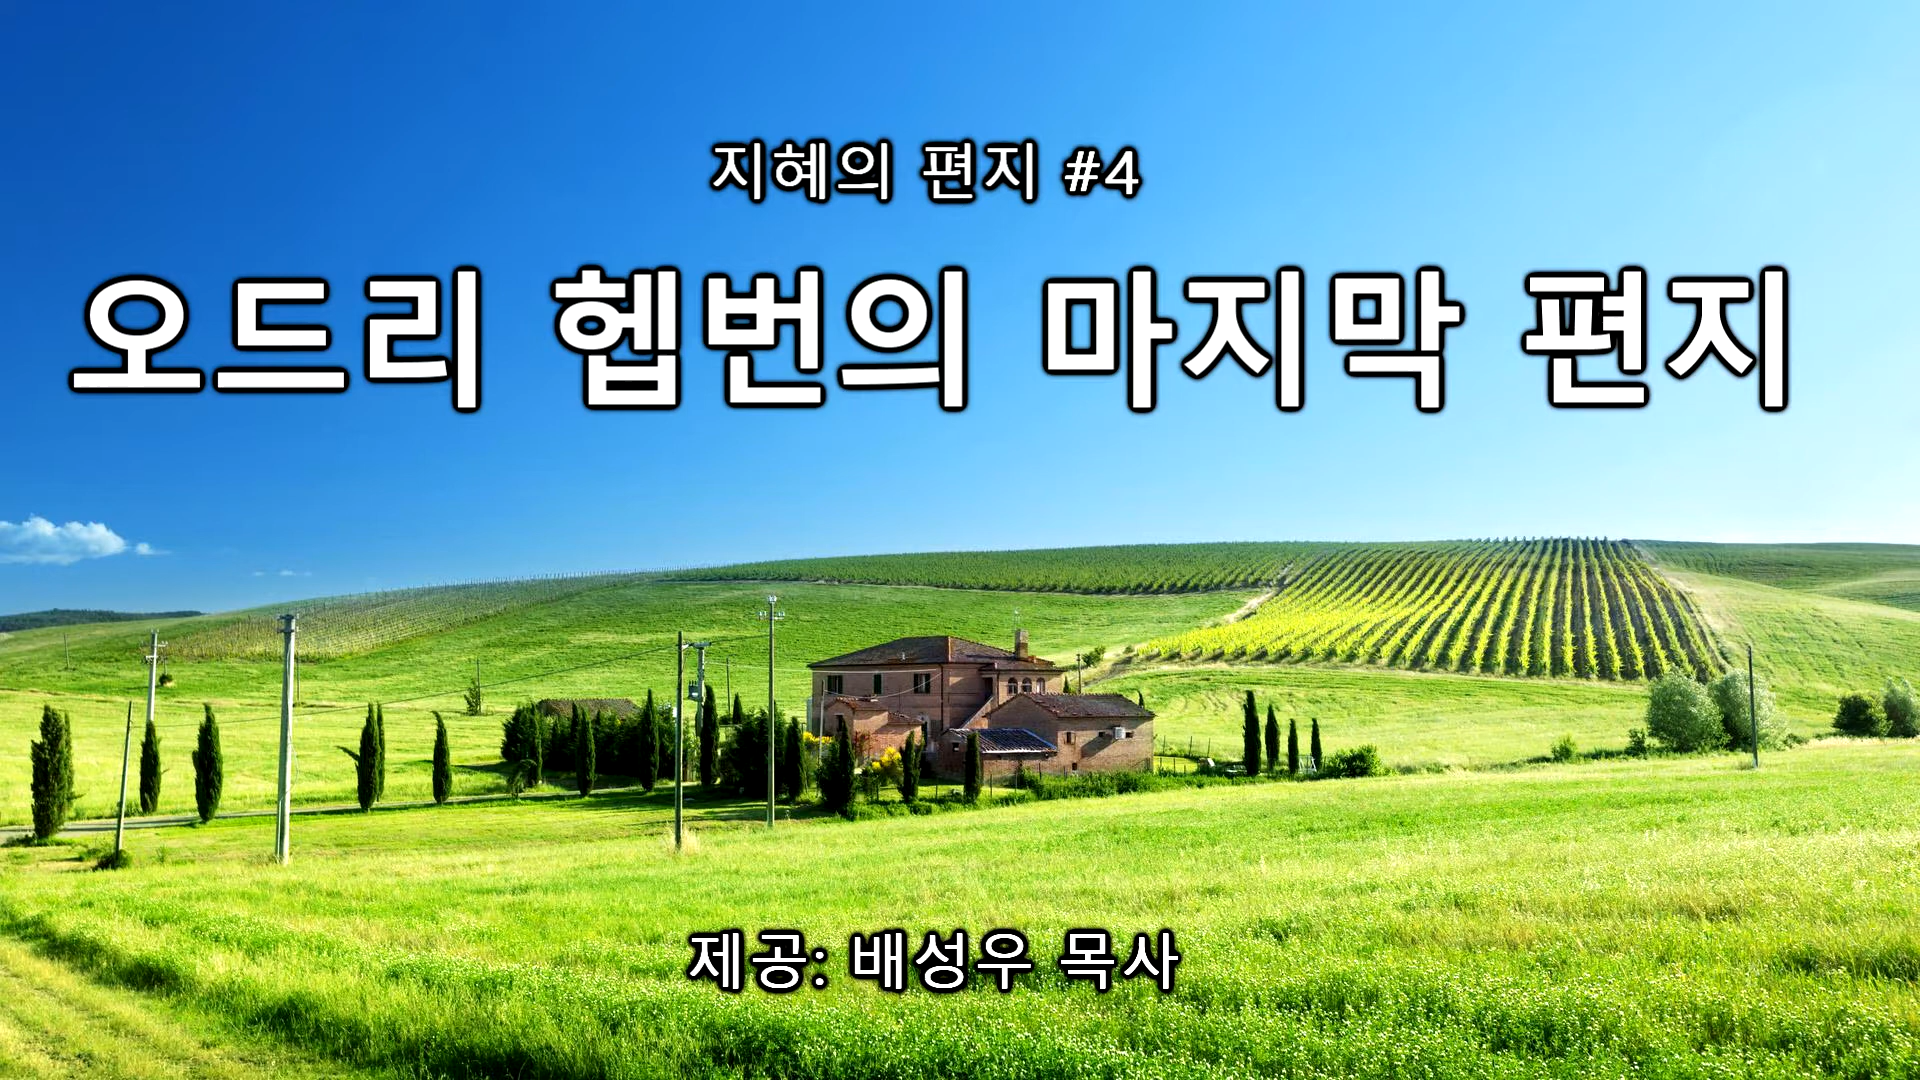 지혜의 편지 #4
오드리 헵번의 마지막 편지
제공: 배성우 목사